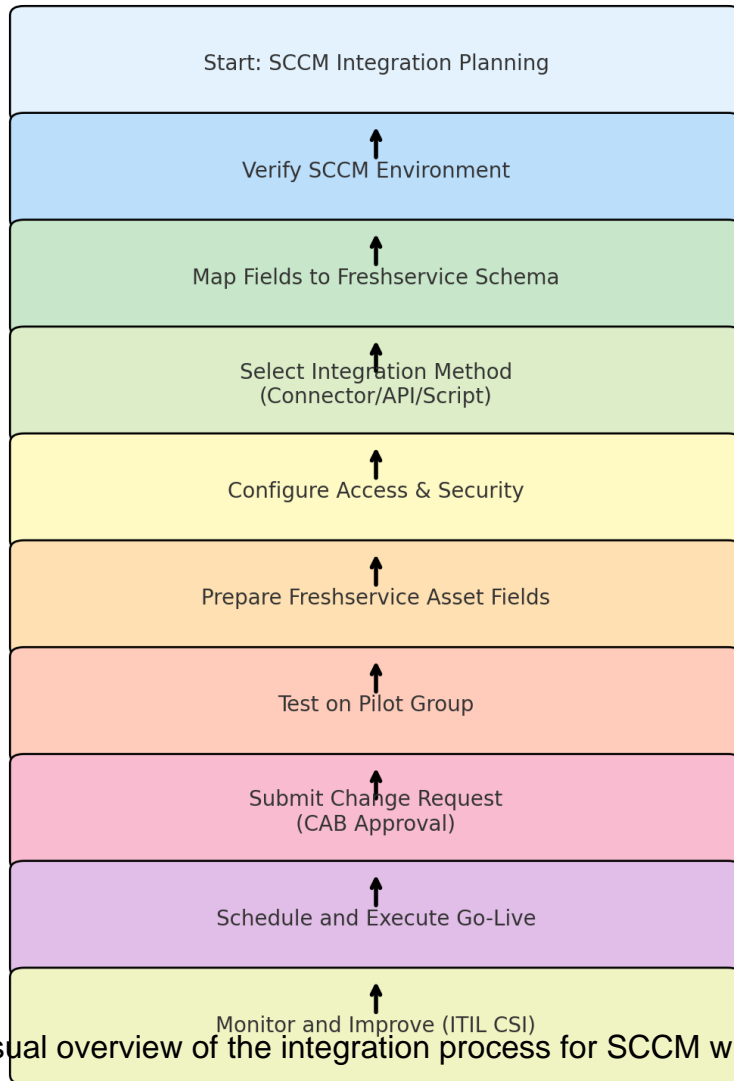 Start: SCCM Integration Planning
Verify SCCM Environment
Map Fields to Freshservice Schema
Select Integration Method
(Connector/API/Script)
Configure Access & Security
Prepare Freshservice Asset Fields
Test on Pilot Group
Submit Change Request
(CAB Approval)
Schedule and Execute Go-Live
Monitor and Improve (ITIL CSI)
sual overview of the integration process for SCCM w